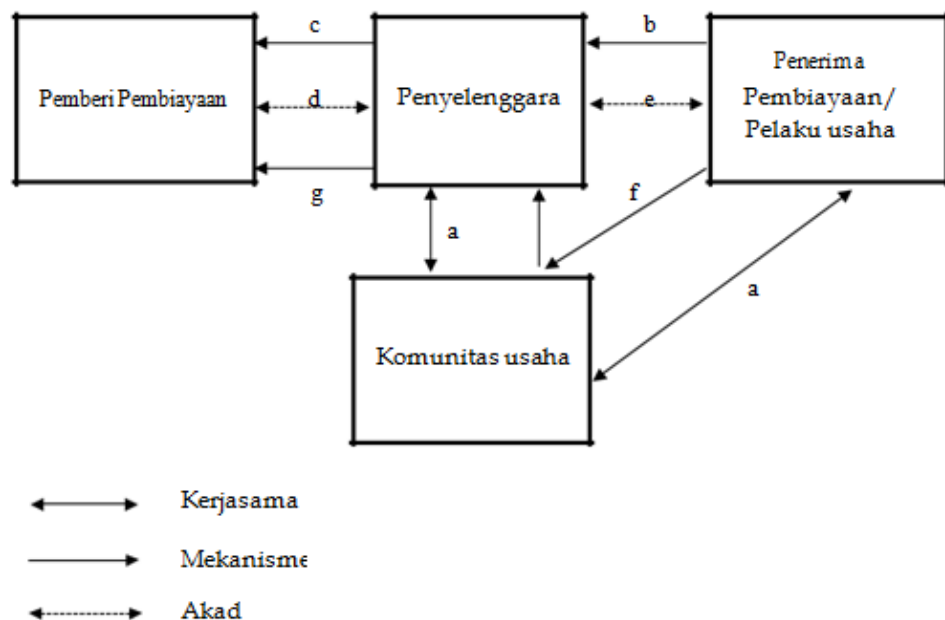 c
b
Pemberi Pembiayaan
d
Penyelenggara
e
Penerima
Pembiayaan/
Pelaku usaha
g
f
a
a
Komunitas usaha
Kerjasama
Mekanisme
Akad